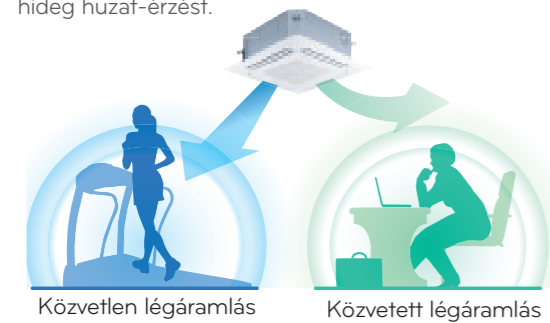 hideg huzat-érzést.
Közvetlen légáramlás
Közvetett légáramlás